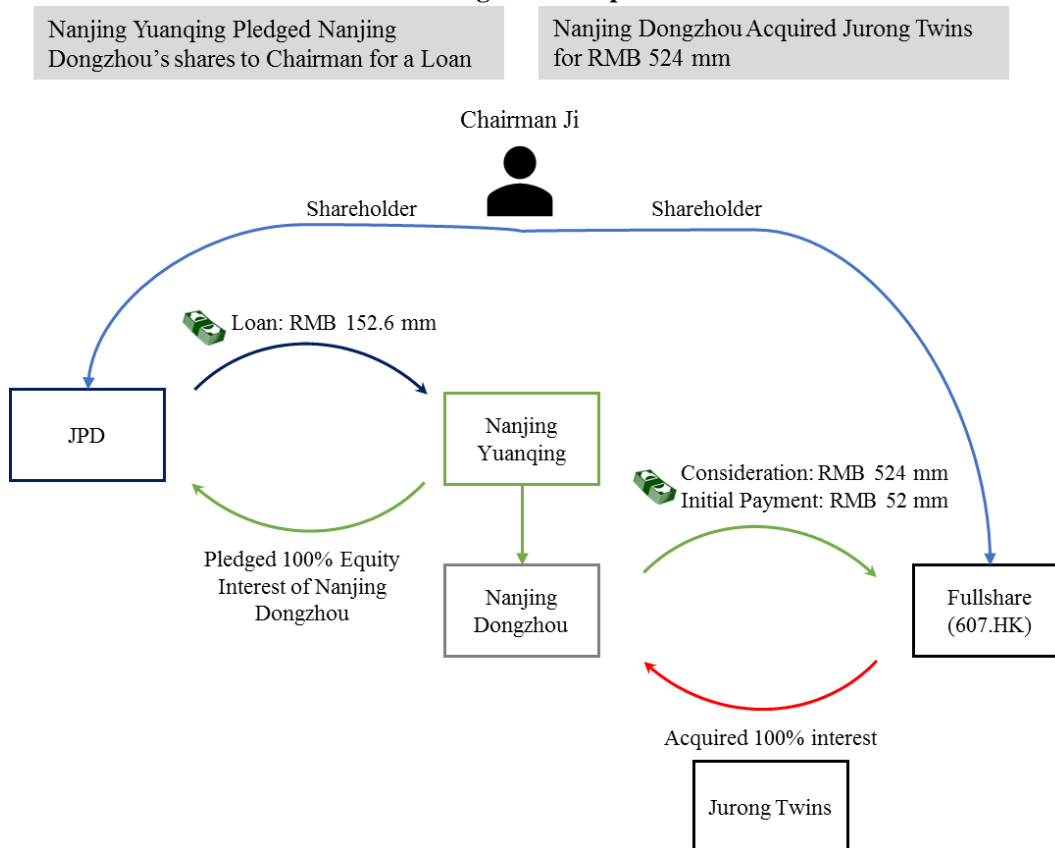 Nanjing Yuanqing Pledged Nanjing
Dongzhou's shares to Chairman for a Loan
Nanjing Dongzhou Acquired Jurong Twins
for RMB 524 mm
Chairman Ji
Shareholder
Shareholder
Loan: RMB 152.6 mm
JPD
Nanjing
Yuanqing
Consideration: RMB 524 mm
Initial Payment: RMB 52 mm
Pledged 100% Equity
Interest of Nanjing
Dongzhou
Nanjing
Dongzhou
Fullshare
(607.HK)
Acquired 100% interest
Jurong Twins